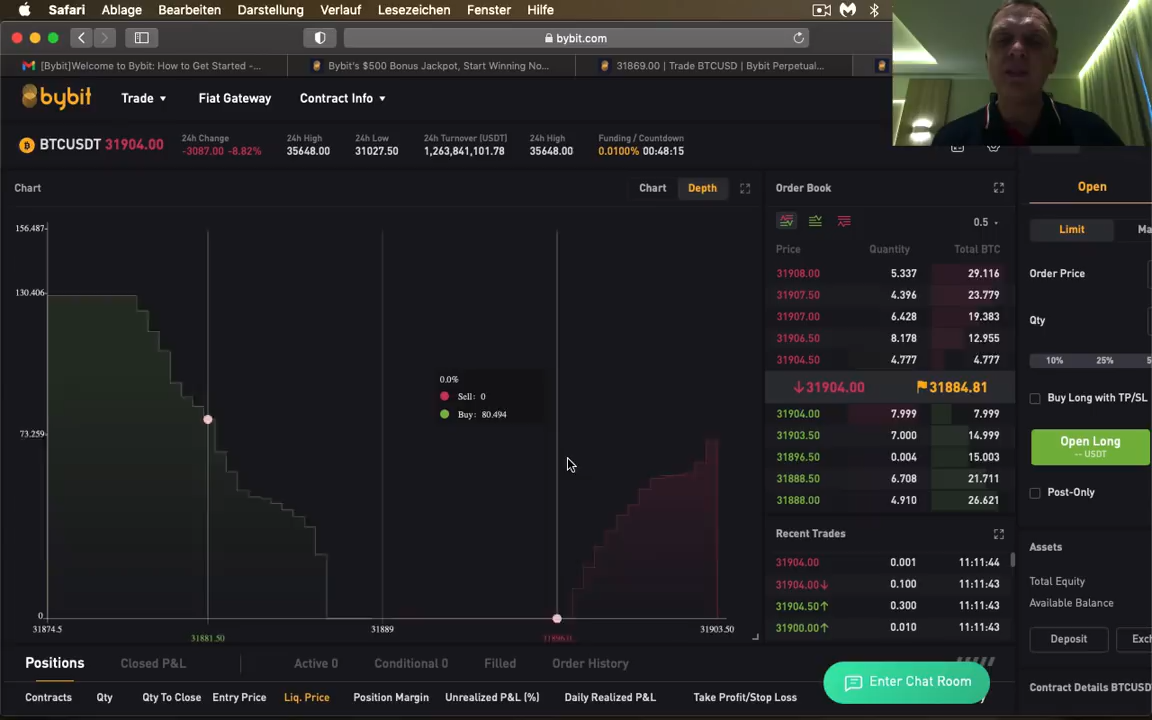 Safari Ablage Bearbeiten Darstellung Verlauf Lesezeichen Fenster Hilfe
bybit.com
[Bybit]Welcome to Bybit: How to Get Started -...
Bybit's $500 Bonus Jackpot, Start Winning No...
31869.00 | Trade BTCUSD | Bybit Perpetual...
bybit Trade Fiat Gateway Contract Info
BTCUSDT 31904.00
24h Change 24h High 24h Low 24h Turnover (USDT) 24h High Funding / Countdown
-3087.00 -8.82% 35648.00 31027.50 1,263,841,101.78 35648.00 0.0100% 00:48:15
Chart Chart Depth
156.487
130.406
73.259
0
0.0%
Sell: 0
Buy: 80.494
31874.5 31881.50 31889 31903.50
Order Book
0.5
Price Quantity Total BTC
31908.00 5.337 29.116
31907.50 4.396 23.779
31907.00 6.428 19.383
31906.50 8.178 12.955
31904.50 4.777 4.777
↓31904.00 31884.81
31904.00 7.999 7.999
31903.50 7.000 14.999
31896.50 0.004 15.003
31888.50 6.708 21.711
31888.00 4.910 26.621
Recent Trades
31904.00 0.001 11:11:44
31904.00↓ 0.100 11:11:43
31904.50↑ 0.300 11:11:43
31900.00↑ 0.010 11:11:43
Open
Limit Ma
Order Price
Qty
10% 25% 5
Buy Long with TP/SL
Open Long
-- USDT
Post-Only
Assets
Total Equity
Available Balance
Deposit Exc
Contract Details BTCUSD
Positions Closed P&L Active 0 Conditional 0 Filled Order History
Contracts Qty Qty To Close Entry Price Liq. Price Position Margin Unrealized P&L (%) Daily Realized P&L Take Profit/Stop Loss
Enter Chat Room